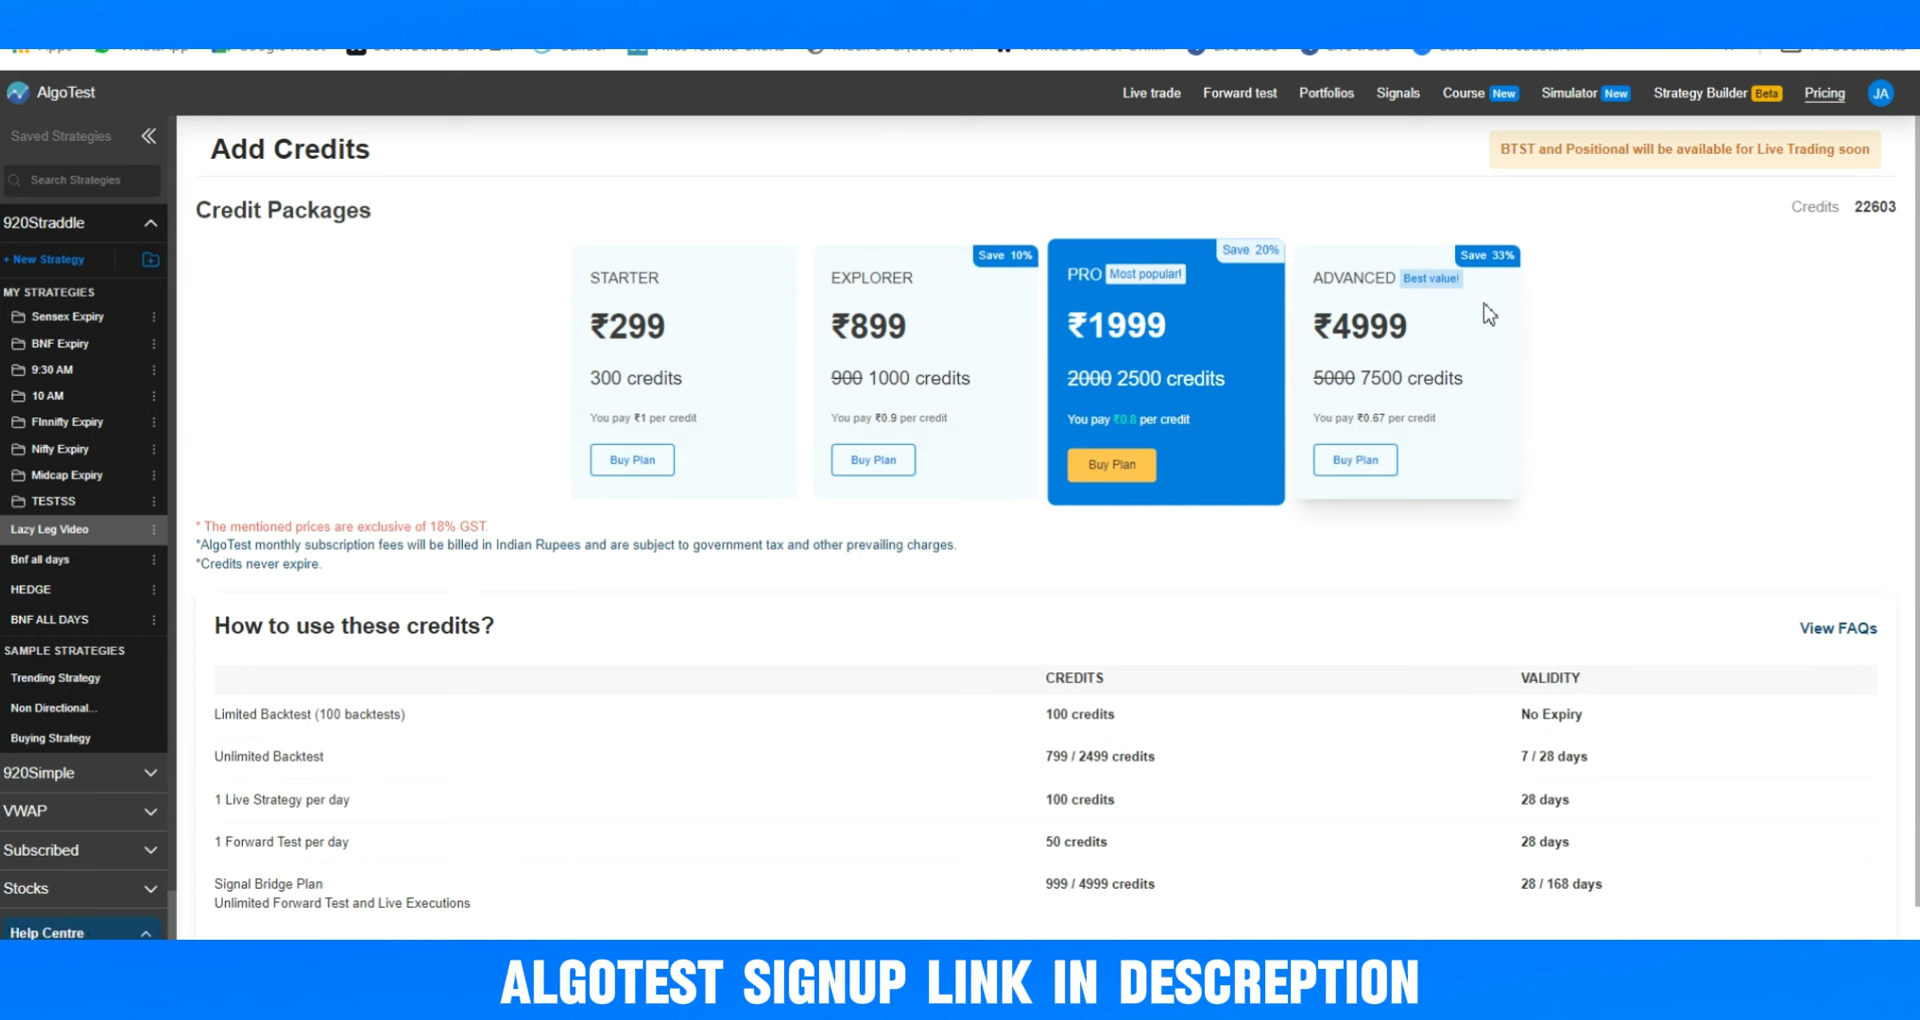 AlgoTest
Live trade
Forward test
Portfolios
Signals
Course New
Simulator New
Strategy Builder Beta
Pricing
JA
Saved Strategies
Search Strategies
920Straddle
+ New Strategy
MY STRATEGIES
Sensex Expiry
BNF Expiry
9:30 AM
10 AM
FInnifty Expiry
Nifty Expiry
Midcap Expiry
TESTSS
Lazy Leg Video
Bnf all days
HEDGE
BNF ALL DAYS
SAMPLE STRATEGIES
Trending Strategy
Non Directional...
Buying Strategy
920Simple
VWAP
Subscribed
Stocks
Help Centre
Add Credits
BTST and Positional will be available for Live Trading soon
Credit Packages
Credits 22603
STARTER
₹299
300 credits
You pay ₹1 per credit
Buy Plan
Save 10%
EXPLORER
₹899
900 1000 credits
You pay ₹0.9 per credit
Buy Plan
Save 20%
PRO Most popular!
₹1999
2000 2500 credits
You pay ₹0.8 per credit
Buy Plan
Save 33%
ADVANCED Best value!
₹4999
5000 7500 credits
You pay ₹0.67 per credit
Buy Plan
* The mentioned prices are exclusive of 18% GST.
*AlgoTest monthly subscription fees will be billed in Indian Rupees and are subject to government tax and other prevailing charges.
*Credits never expire.
How to use these credits?
View FAQs
CREDITS VALIDITY
Limited Backtest (100 backtests) 100 credits No Expiry
Unlimited Backtest 799 / 2499 credits 7 / 28 days
1 Live Strategy per day 100 credits 28 days
1 Forward Test per day 50 credits 28 days
Signal Bridge Plan 999 / 4999 credits 28 / 168 days
Unlimited Forward Test and Live Executions
ALGOTEST SIGNUP LINK IN DESCREPTION